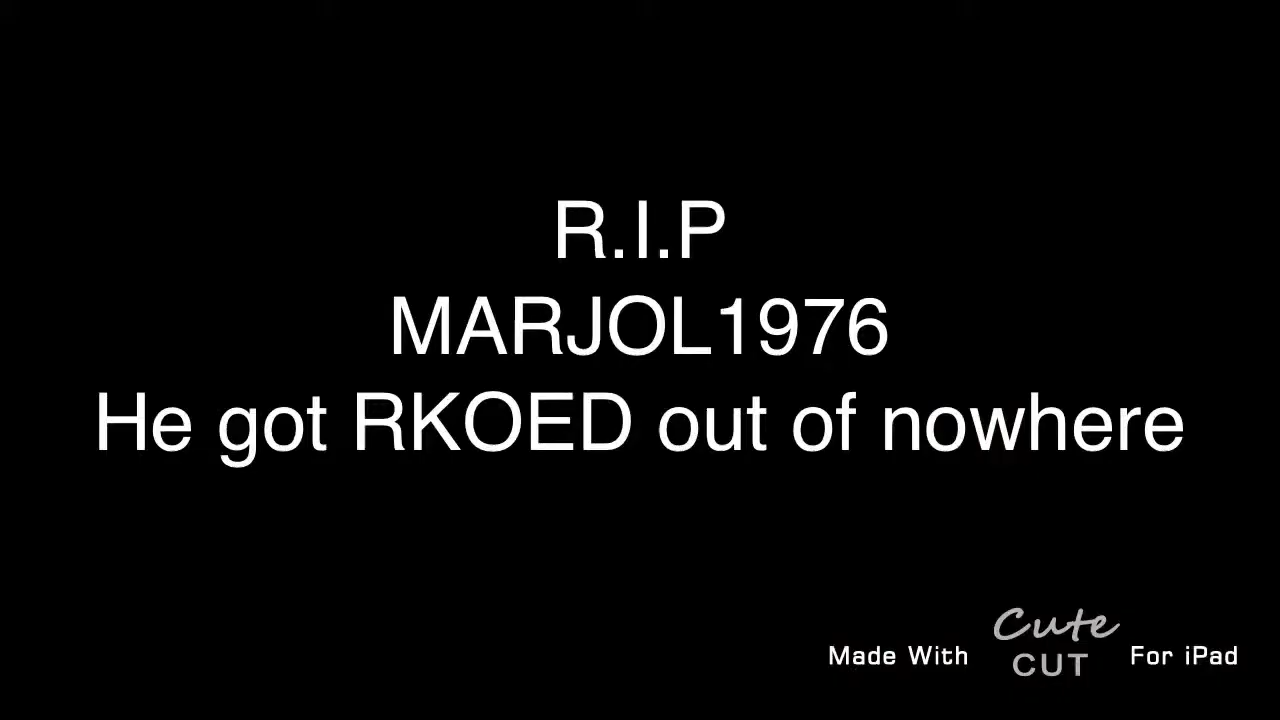 R.I.P
MARJOL1976
He got RKOED out of nowhere
Made With Cute CUT For iPad